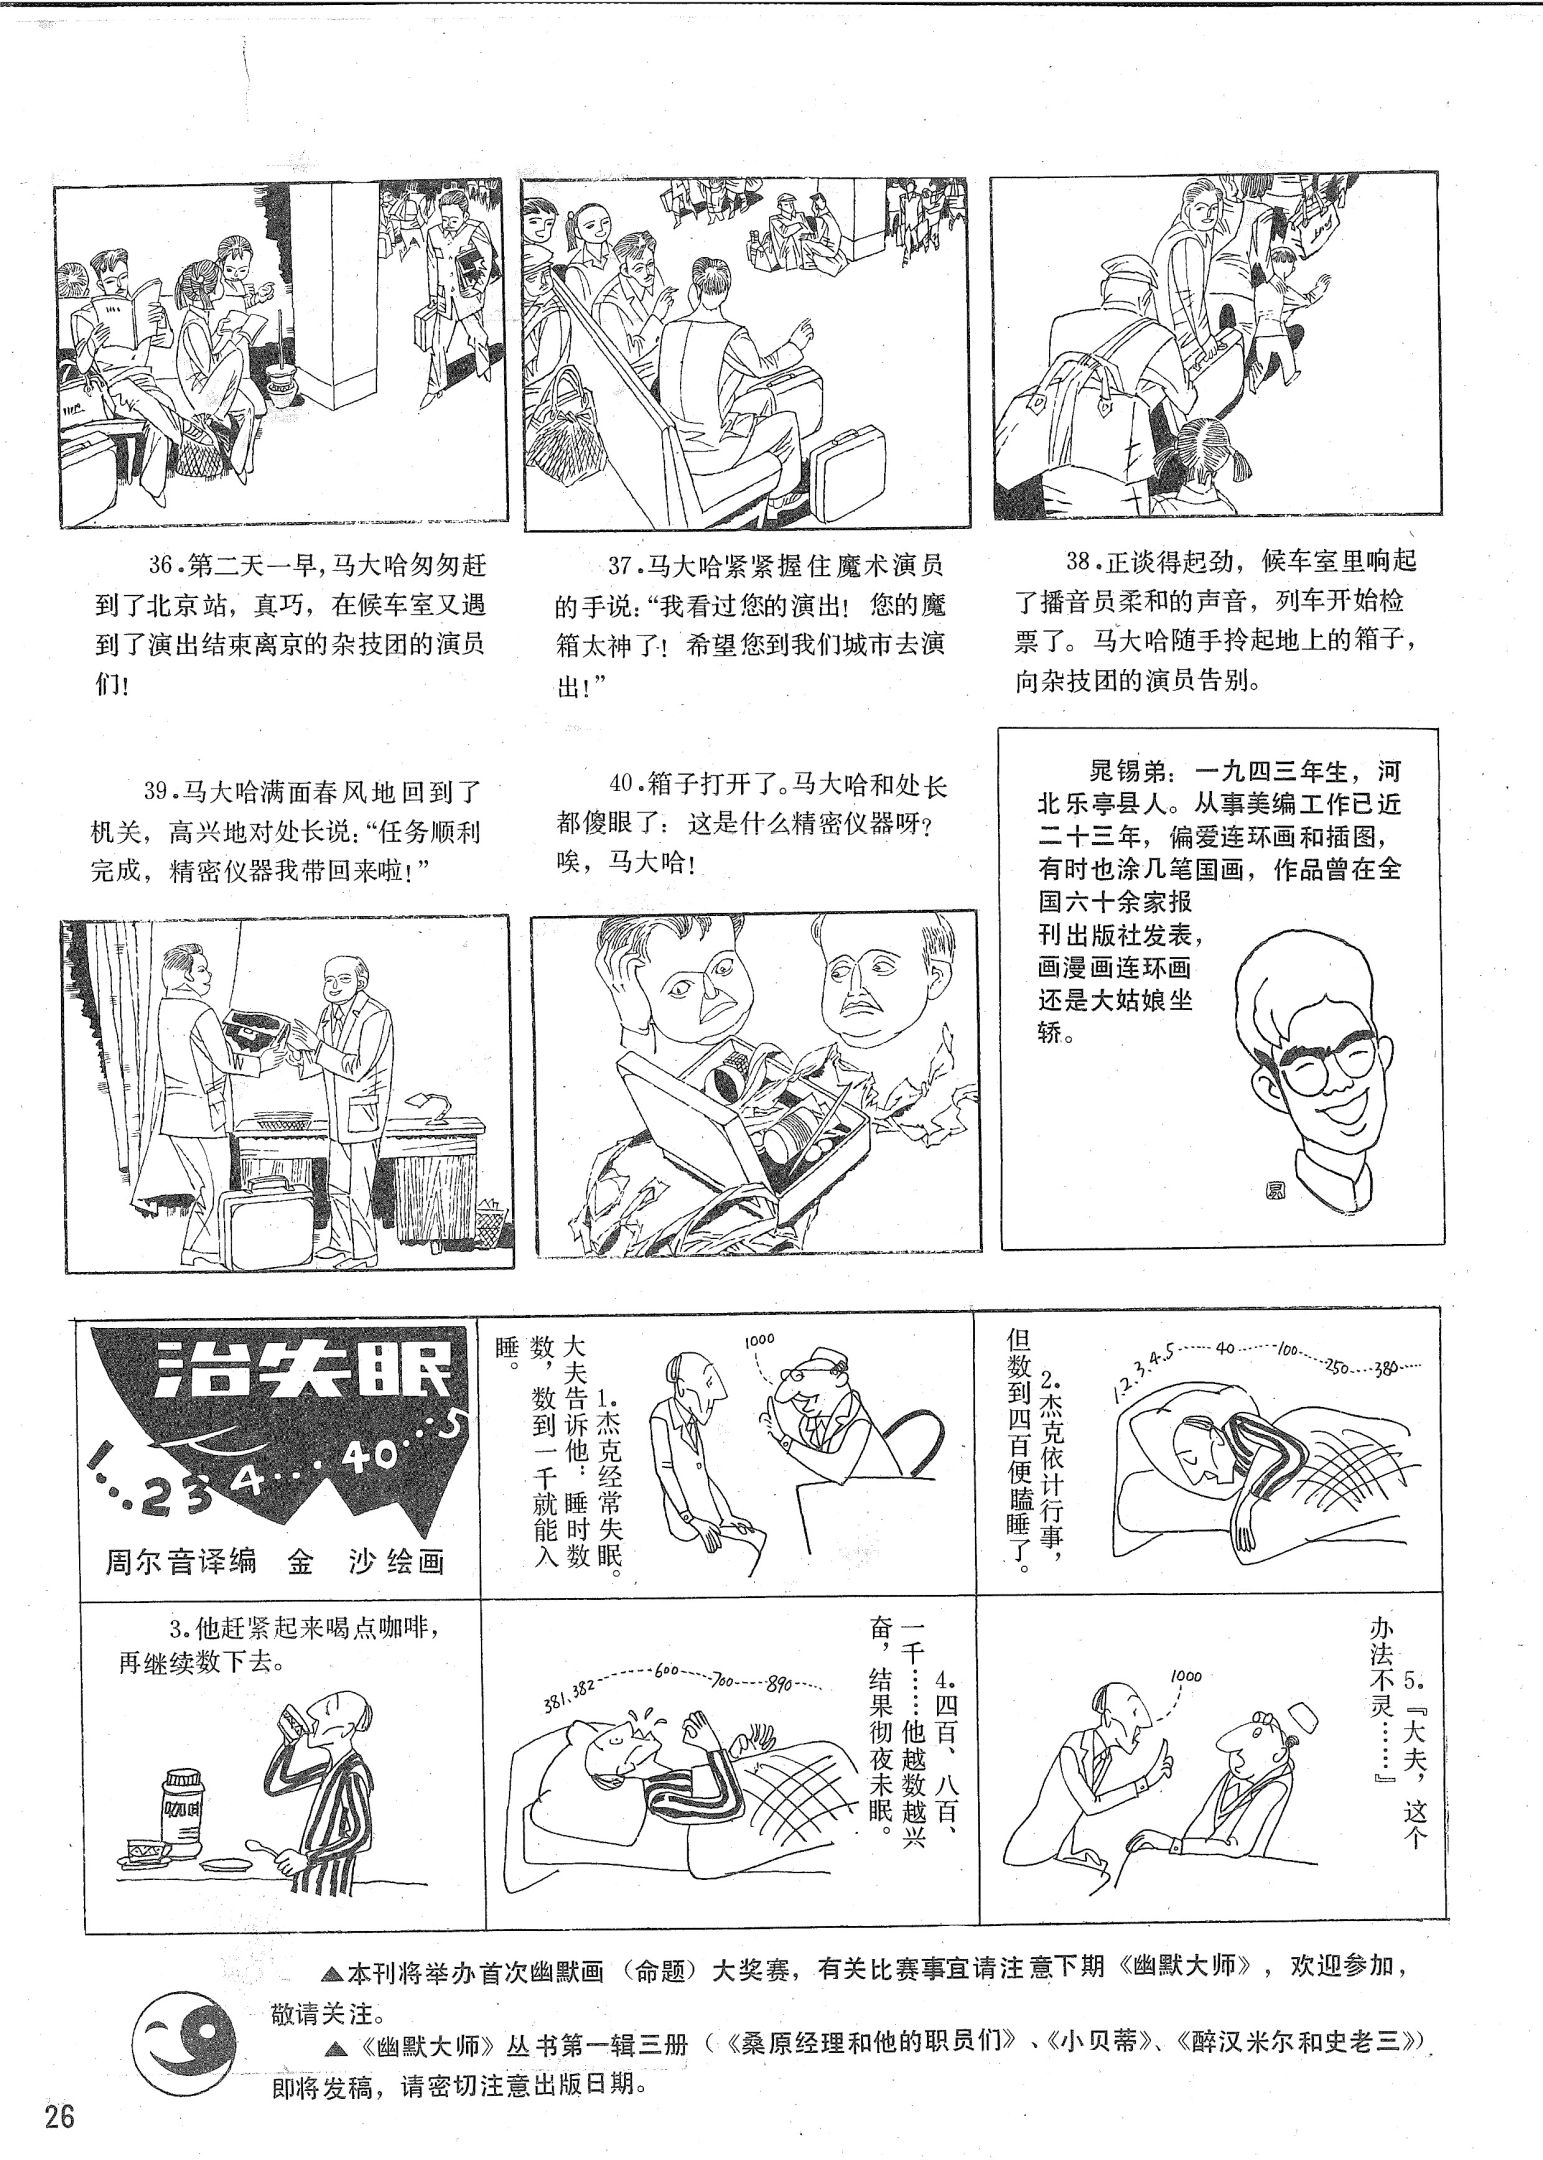 36.第二天一早，马大哈匆匆赶
到了北京站，真巧，在候车室又遇
到了演出结束离京的杂技团的演员
们！
37.马大哈紧紧握住魔术演员
的手说：“我看过您的演出！您的魔
箱太神了！希望您到我们城市去演
出！”
38.正谈得起劲，候车室里响起
了播音员柔和的声音，列车开始检
票了。马大哈随手拎起地上的箱子，
向杂技团的演员告别。
39.马大哈满面春风地回到了
机关，高兴地对处长说：“任务顺利
完成，精密仪器我带回来啦！”
40.箱子打开了。马大哈和处长
都傻眼了：这是什么精密仪器呀？
唉，马大哈！
晁锡弟：一九四三年生，河
北乐亭县人。从事美编工作已近
二十三年，偏爱连环画和插图，
有时也涂几笔国画，作品曾在全
国六十余家报
刊出版社发表，
画漫画连环画
还是大姑娘坐
轿。
治失眠
1...2 3 4...40...5
周尔音译编 金 沙绘画
1.杰克经常失眠。
大夫告诉他：睡时数
数，数到一千就能入
睡。
1000
2.杰克依计行事，
但数到四百便瞌睡了。
1.2.3.4.5-----40----100----250---380----
3.他赶紧起来喝点咖啡，
再继续数下去。
4.四百、八百、
一千……他越数越兴
奋，结果彻夜未眠。
381、382------600-----700----890-----
5.『大夫，这个
办法不灵……』
1000
▲本刊将举办首次幽默画（命题）大奖赛，有关比赛事宜请注意下期《幽默大师》，欢迎参加，
敬请关注。
▲《幽默大师》丛书第一辑三册（《桑原经理和他的职员们》、《小贝蒂》、《醉汉米尔和史老三》）
即将发稿，请密切注意出版日期。
26